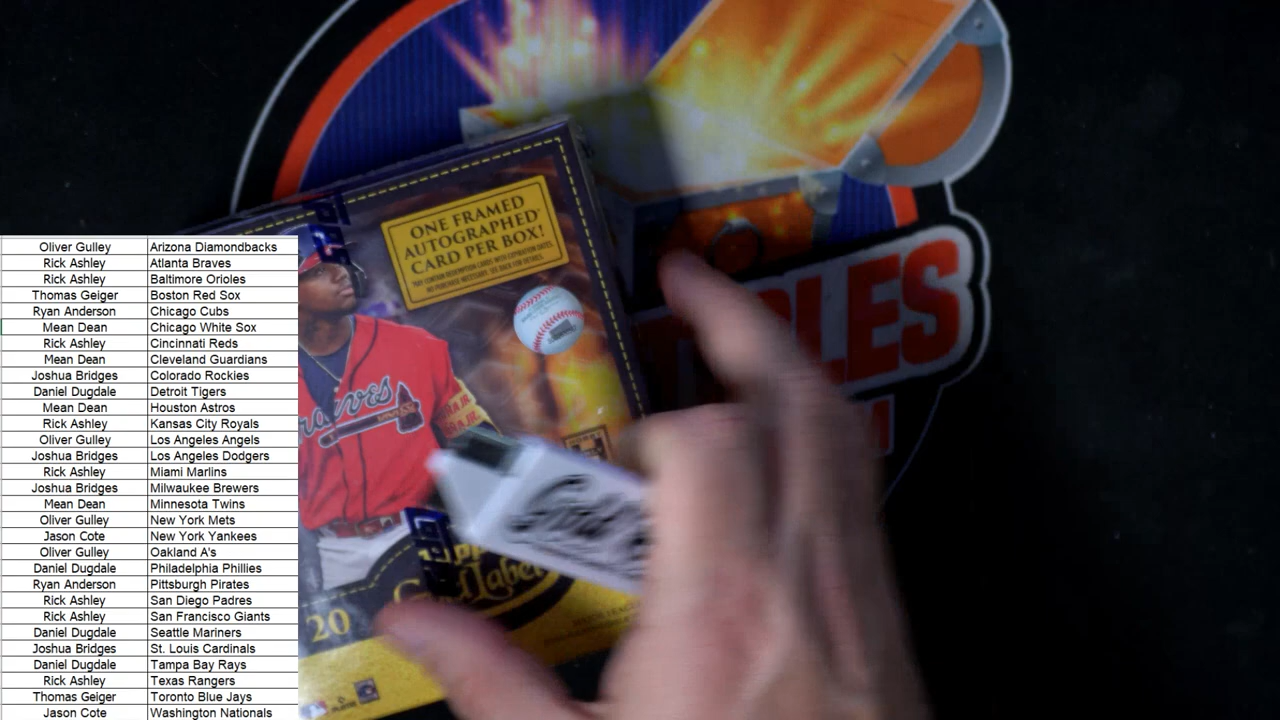 Oliver Gulley Arizona Diamondbacks
Rick Ashley Atlanta Braves
Rick Ashley Baltimore Orioles
Thomas Geiger Boston Red Sox
Ryan Anderson Chicago Cubs
Mean Dean Chicago White Sox
Rick Ashley Cincinnati Reds
Mean Dean Cleveland Guardians
Joshua Bridges Colorado Rockies
Daniel Dugdale Detroit Tigers
Mean Dean Houston Astros
Rick Ashley Kansas City Royals
Oliver Gulley Los Angeles Angels
Joshua Bridges Los Angeles Dodgers
Rick Ashley Miami Marlins
Joshua Bridges Milwaukee Brewers
Mean Dean Minnesota Twins
Oliver Gulley New York Mets
Jason Cote New York Yankees
Oliver Gulley Oakland A's
Daniel Dugdale Philadelphia Phillies
Ryan Anderson Pittsburgh Pirates
Rick Ashley San Diego Padres
Rick Ashley San Francisco Giants
Daniel Dugdale Seattle Mariners
Joshua Bridges St. Louis Cardinals
Daniel Dugdale Tampa Bay Rays
Rick Ashley Texas Rangers
Thomas Geiger Toronto Blue Jays
Jason Cote Washington Nationals
ONE FRAMED
AUTOGRAPHED
CARD PER BOX!
Label
20